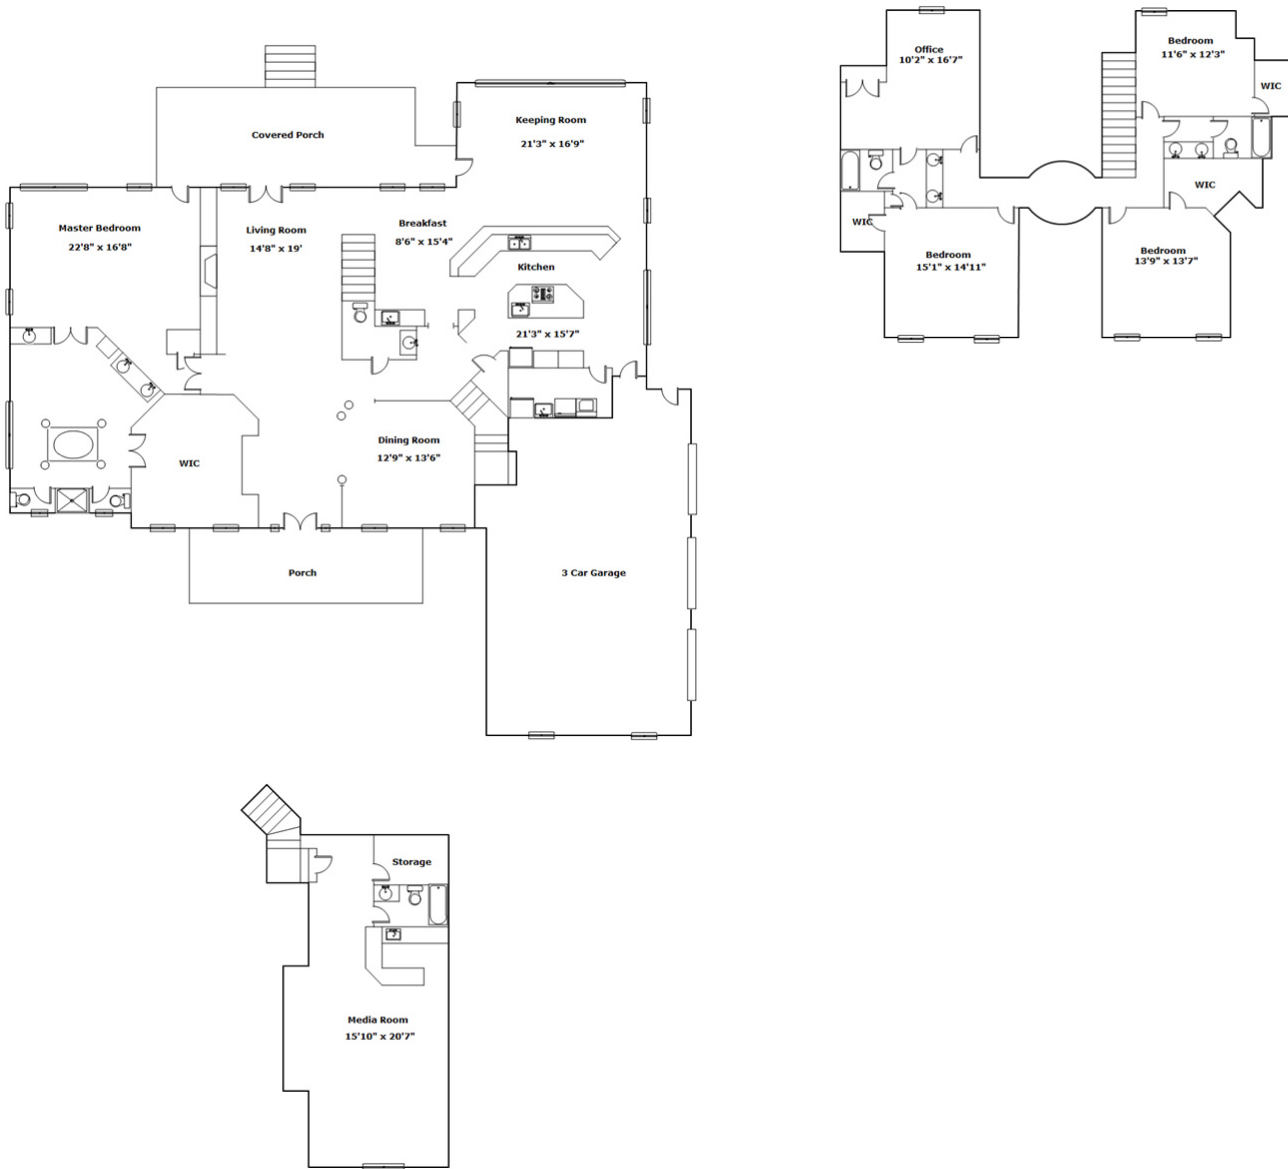 Covered Porch
Keeping Room
21'3" x 16'9"
Master Bedroom
22'8" x 16'8"
Living Room
14'8" x 19'
Breakfast
8'6" x 15'4"
Kitchen
21'3" x 15'7"
Dining Room
12'9" x 13'6"
WIC
Porch
3 Car Garage
Office
10'2" x 16'7"
Bedroom
11'6" x 12'3"
WIC
WIC
WIC
Bedroom
15'1" x 14'11"
Bedroom
13'9" x 13'7"
Storage
Media Room
15'10" x 20'7"